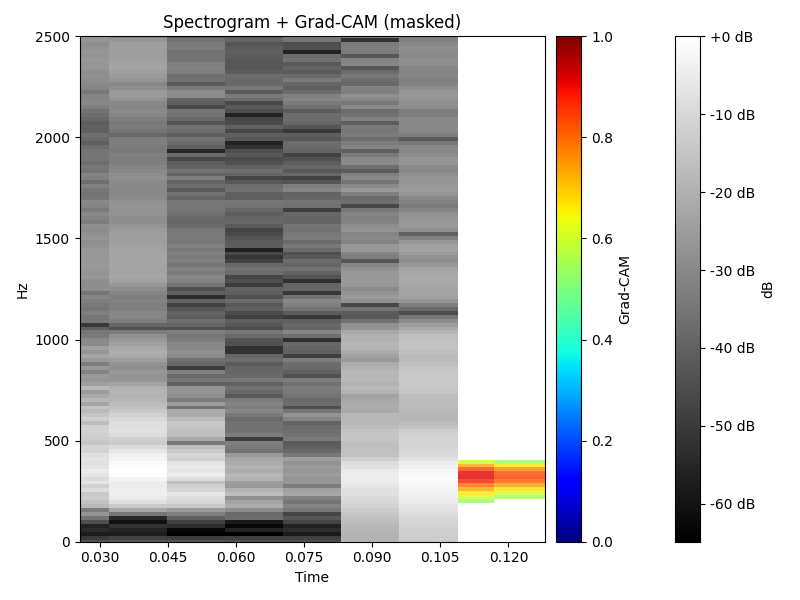 Spectrogram + Grad-CAM (masked)
2500
2000
1500
1000
500
0
Hz
0.030 0.045 0.060 0.075 0.090 0.105 0.120
Time
1.0
0.8
0.6
0.4
0.2
0.0
Grad-CAM
+0 dB
-10 dB
-20 dB
-30 dB
-40 dB
-50 dB
-60 dB
dB